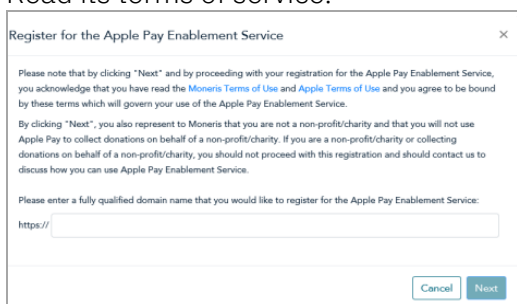 Read its terms of service.
Register for the Apple Pay Enablement Service ×
Please note that by clicking "Next" and by proceeding with your registration for the Apple Pay Enablement Service,
you acknowledge that you have read the Moneris Terms of Use and Apple Terms of Use and you agree to be bound
by these terms which will govern your use of the Apple Pay Enablement Service.
By clicking "Next", you also represent to Moneris that you are not a non-profit/charity and that you will not use
Apple Pay to collect donations on behalf of a non-profit/charity. If you are a non-profit/charity or collecting
donations on behalf of a non-profit/charity, you should not proceed with this registration and should contact us to
discuss how you can use Apple Pay Enablement Service.
Please enter a fully qualified domain name that you would like to register for the Apple Pay Enablement Service:
https://
Cancel Next